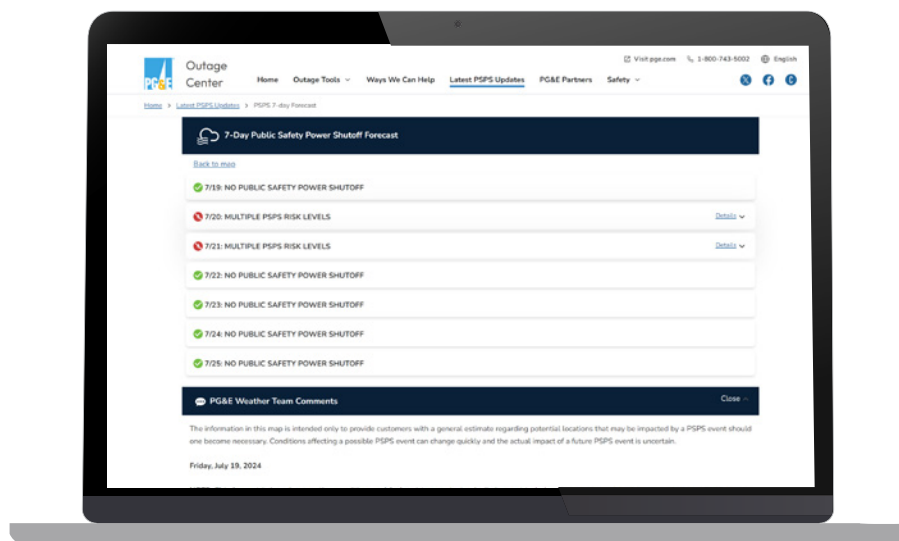 Visit pge.com 1-800-743-5002 English
PG&E
Outage
Center
Home Outage Tools Ways We Can Help Latest PSPS Updates PG&E Partners Safety
Home > Latest PSPS Updates > PSPS 7-day Forecast
7-Day Public Safety Power Shutoff Forecast
Back to map
7/19: NO PUBLIC SAFETY POWER SHUTOFF
7/20: MULTIPLE PSPS RISK LEVELS Details
7/21: MULTIPLE PSPS RISK LEVELS Details
7/22: NO PUBLIC SAFETY POWER SHUTOFF
7/23: NO PUBLIC SAFETY POWER SHUTOFF
7/24: NO PUBLIC SAFETY POWER SHUTOFF
7/25: NO PUBLIC SAFETY POWER SHUTOFF
PG&E Weather Team Comments Close
The information in this map is intended only to provide customers with a general estimate regarding potential locations that may be impacted by a PSPS event should
one become necessary. Conditions affecting a possible PSPS event can change quickly and the actual impact of a future PSPS event is uncertain.
Friday, July 19, 2024